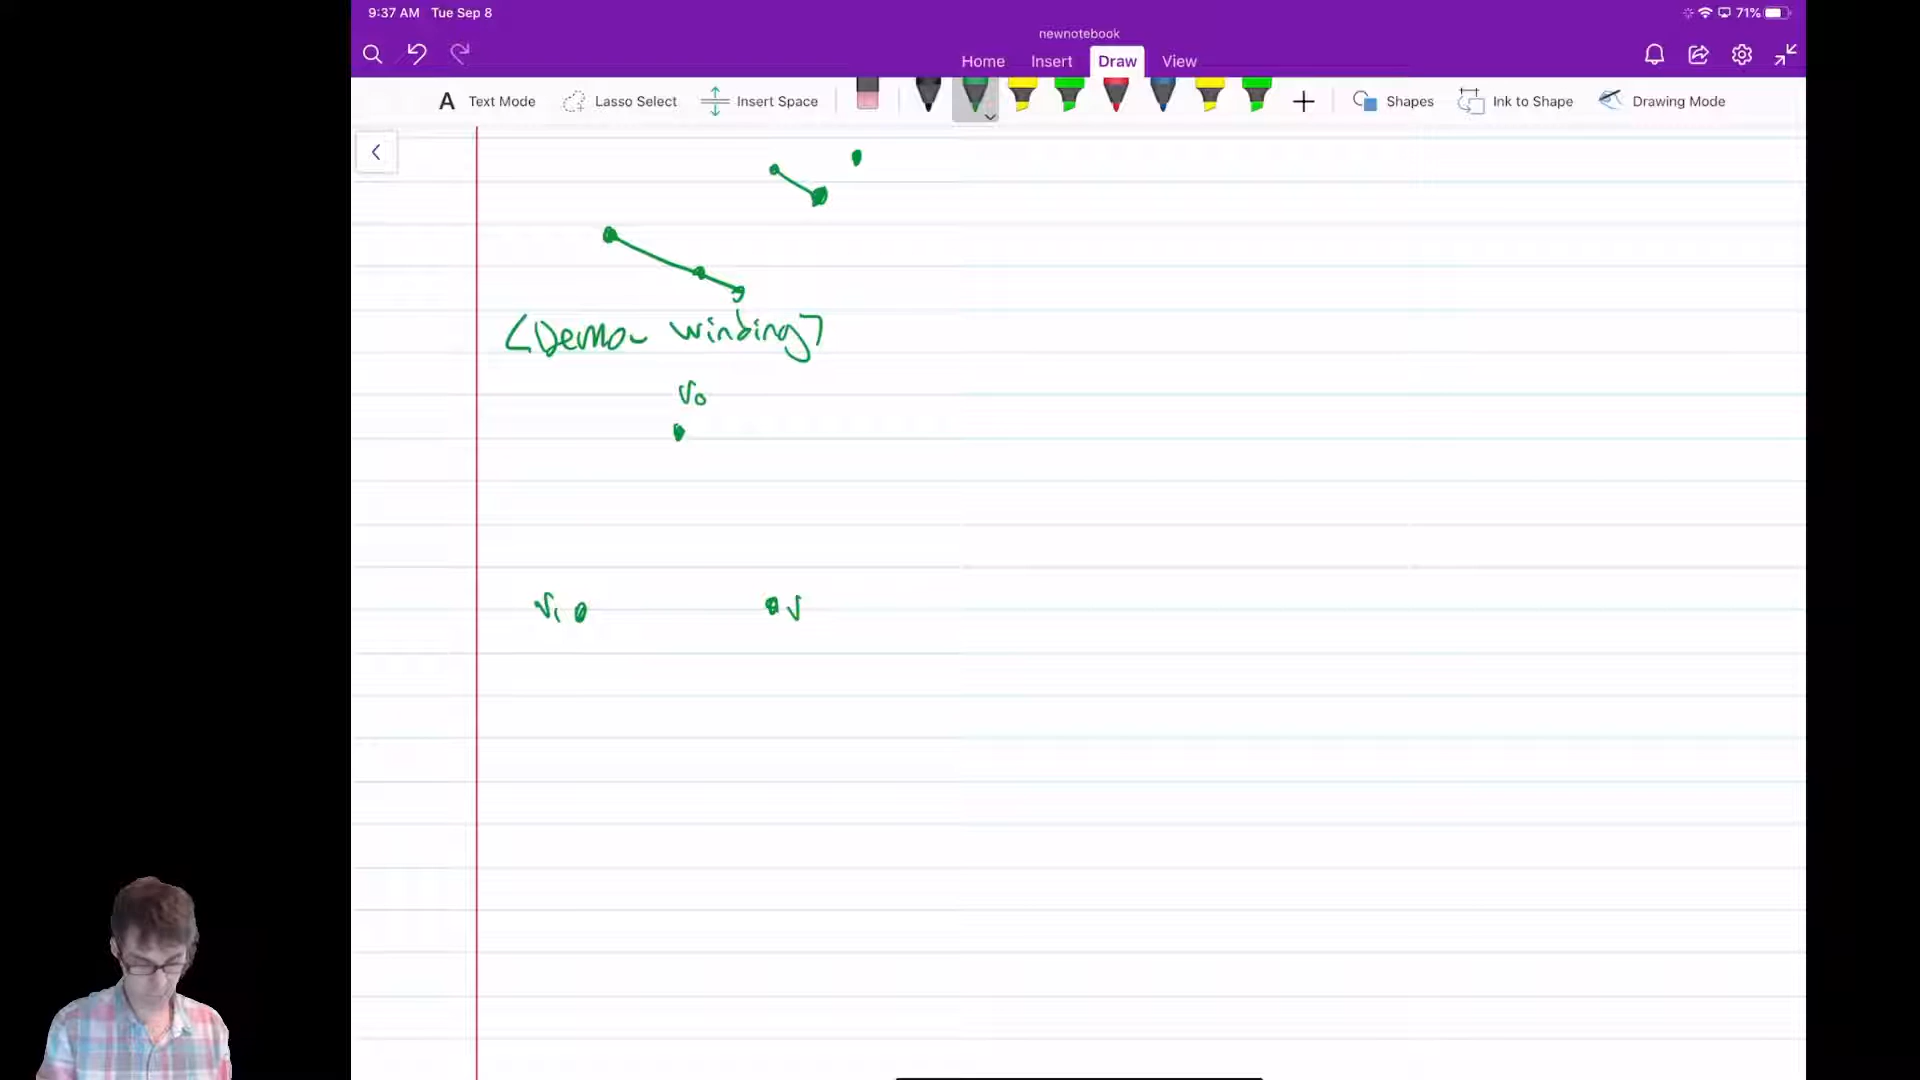 9:37 AM Tue Sep 8
71%
newnotebook
Home Insert Draw View
A Text Mode Lasso Select Insert Space Shapes Ink to Shape Drawing Mode
<Demo- winding>
V0
V1 V